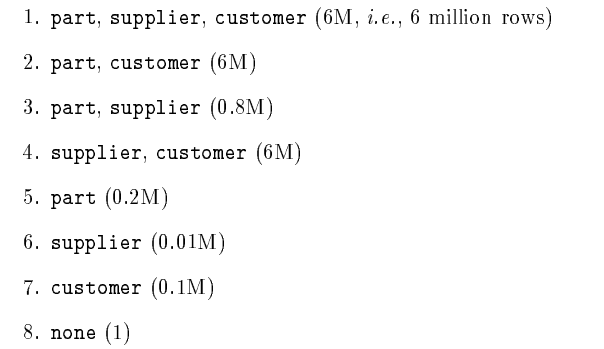 1. part, supplier, customer (6M, i.e., 6 million rows)
2. part, customer (6M)
3. part, supplier (0.8M)
4. supplier, customer (6M)
5. part (0.2M)
6. supplier (0.01M)
7. customer (0.1M)
8. none (1)